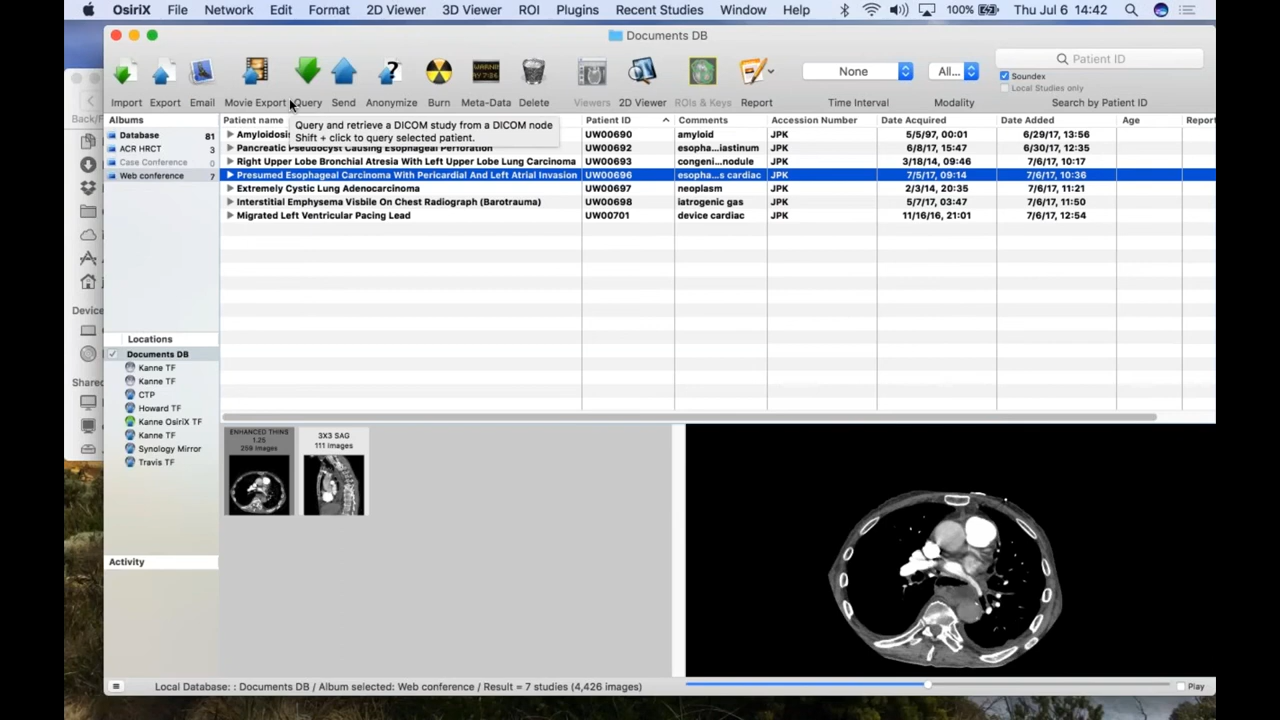 OsiriX File Edit Format 2D Viewer 3D Viewer ROI Plugins Recent Studies Window Help 100% Thu Jul 6 14:42
Documents DB
None All... Patient ID
Soundex
Local Studies only
Import Export Email Movie Export Query Send Anonymize Burn Meta-Data Delete Viewers 2D Viewer ROIs & Keys Report Time Interval Modality Search by Patient ID
Back/F
Albums
Database 81
ACR HRCT 3
Case Conference 0
Web conference 7
Patient name Patient ID Comments Accession Number Date Acquired Date Added Age Report
Query and retrieve a DICOM study from a DICOM node
Shift + click to query selected patient.
Amyloidosis UW00690 amyloid JPK 5/5/97, 00:01 6/29/17, 13:56
Pancreatic Pseudocyst Causing Esophageal Perforation UW00692 espha...iastinum JPK 6/8/17, 15:47 6/30/17, 12:35
Right Upper Lobe Bronchial Atresia With Left Upper Lobe Lung Carcinoma UW00693 congeni...nodule JPK 3/18/14, 09:46 7/6/17, 10:17
Presumed Esophageal Carcinoma With Pericardial And Left Atrial Invasion UW00696 esopha...s cardiac JPK 7/5/17, 09:14 7/6/17, 10:36
Extremely Cystic Lung Adenocarcinoma UW00697 neoplasm JPK 2/3/14, 20:35 7/6/17, 11:21
Interstitial Emphysema Visbile On Chest Radiograph (Barotrauma) UW00698 iatrogenic gas JPK 5/7/17, 03:47 7/6/17, 11:50
Migrated Left Ventricular Pacing Lead UW00701 device cardiac JPK 11/16/16, 21:01 7/6/17, 12:54
Device
Shared
Locations
Documents DB
Kanne TF
Kanne TF
CTP
Howard TF
Kanne OsiriX TF
Kanne TF
Synology Mirror
Travis TF
Activity
ENHANCED THINS
1.25
259 Images
3X3 SAG
111 Images
Local Database: : Documents DB / Album selected: Web conference / Result = 7 studies (4,426 images)
Play